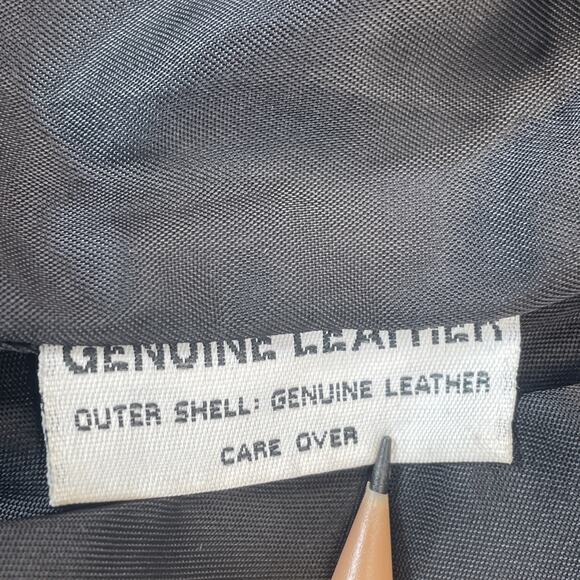 GENUINE LEATHER
OUTER SHELL: GENUINE LEATHER
CARE OVER